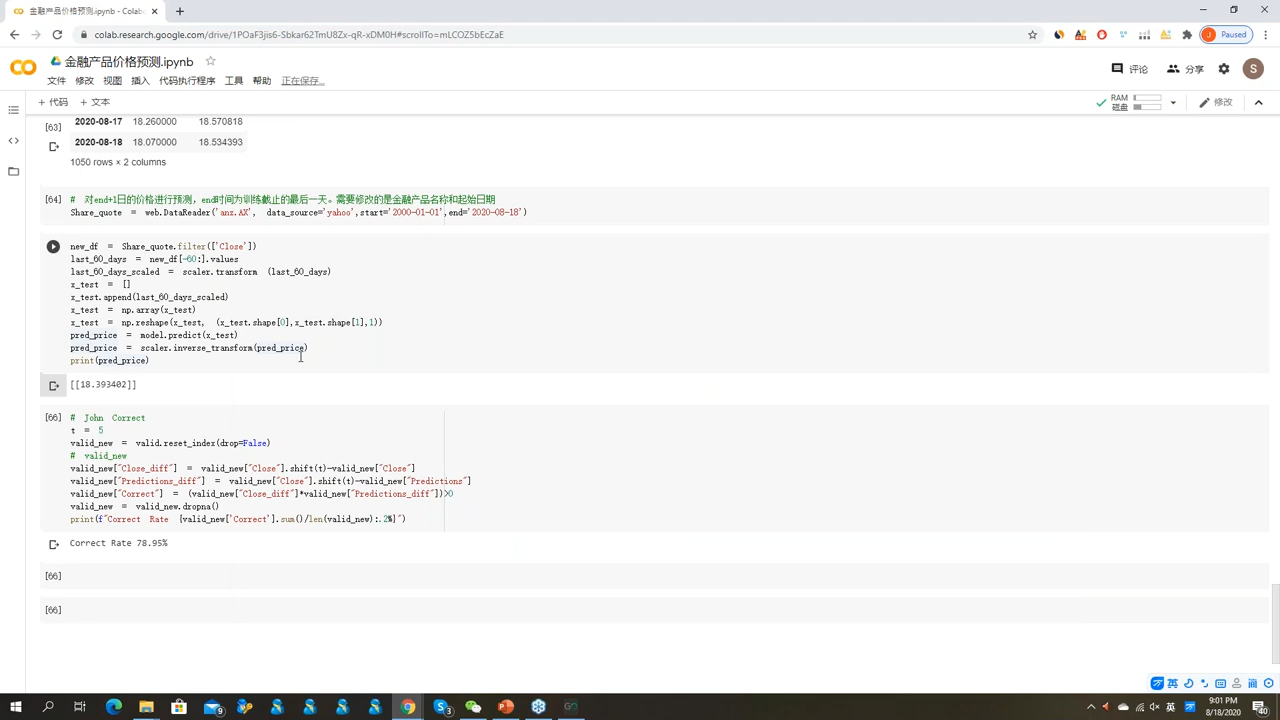 金融产品价格预测.ipynb - Colab
colab.research.google.com/drive/1POaF3jis6-Sbkar62TmU8Zx-qR-xDM0H#scrollTo=mLCOZ5bEcZaE
J Paused
金融产品价格预测.ipynb
评论 分享 S
文件 修改 视图 插入 代码执行程序 工具 帮助 正在保存...
+ 代码 + 文本
RAM
磁盘
修改
[63]
2020-08-17 18.260000 18.570818
2020-08-18 18.070000 18.534393
1050 rows × 2 columns
[64] # 对end+1日的价格进行预测，end时间为训练截止的最后一天。需要修改的是金融产品名称和起始日期
Share_quote = web.DataReader('anz.AX', data_source='yahoo',start='2000-01-01',end='2020-08-18')
new_df = Share_quote.filter(['Close'])
last_60_days = new_df[-60:].values
last_60_days_scaled = scaler.transform (last_60_days)
x_test = []
x_test.append(last_60_days_scaled)
x_test = np.array(x_test)
x_test = np.reshape(x_test, (x_test.shape[0],x_test.shape[1],1))
pred_price = model.predict(x_test)
pred_price = scaler.inverse_transform(pred_price)
print(pred_price)
[[18.393402]]
[66] # John Correct
t = 5
valid_new = valid.reset_index(drop=False)
# valid_new
valid_new["Close_diff"] = valid_new["Close"].shift(t)-valid_new["Close"]
valid_new["Predictions_diff"] = valid_new["Close"].shift(t)-valid_new["Predictions"]
valid_new["Correct"] = (valid_new["Close_diff"]*valid_new["Predictions_diff"])>0
valid_new = valid_new.dropna()
print(f"Correct Rate {valid_new['Correct'].sum()/len(valid_new):.2%}")
Correct Rate 78.95%
[66]
[66]
英 简
9 3 英 9:01 PM
8/18/2020 40